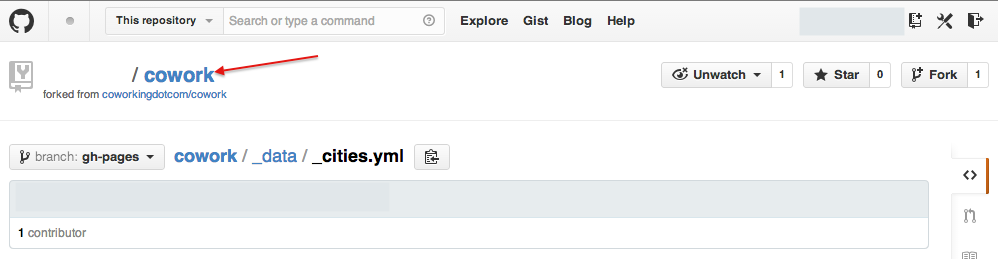 This repository Search or type a command Explore Gist Blog Help
/ cowork Unwatch 1 Star 0 Fork 1
forked from coworkingdotcom/cowork
branch: gh-pages cowork / _data / _cities.yml
1 contributor